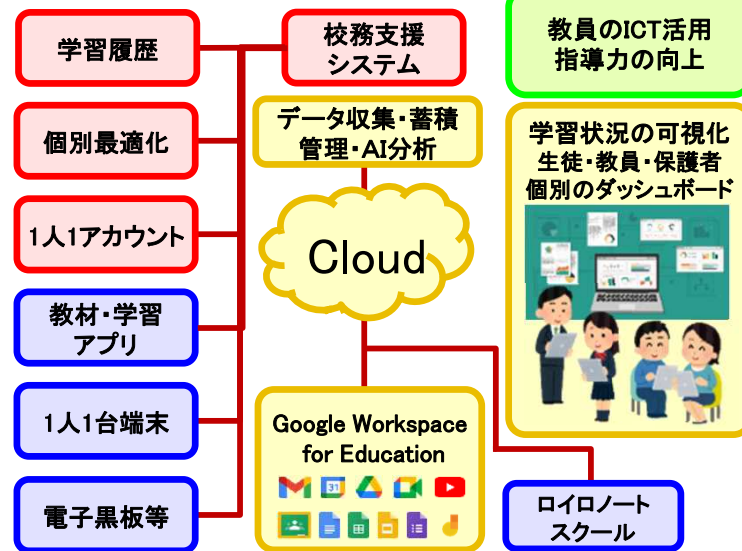 学習履歴
個別最適化
1人1アカウント
教材・学習
アプリ
1人1台端末
電子黒板等
校務支援
システム
データ収集・蓄積
管理・AI分析
Cloud
Google Workspace
for Education
31
教員のICT活用
指導力の向上
学習状況の可視化
生徒・教員・保護者
個別のダッシュボード
ロイロノート
スクール